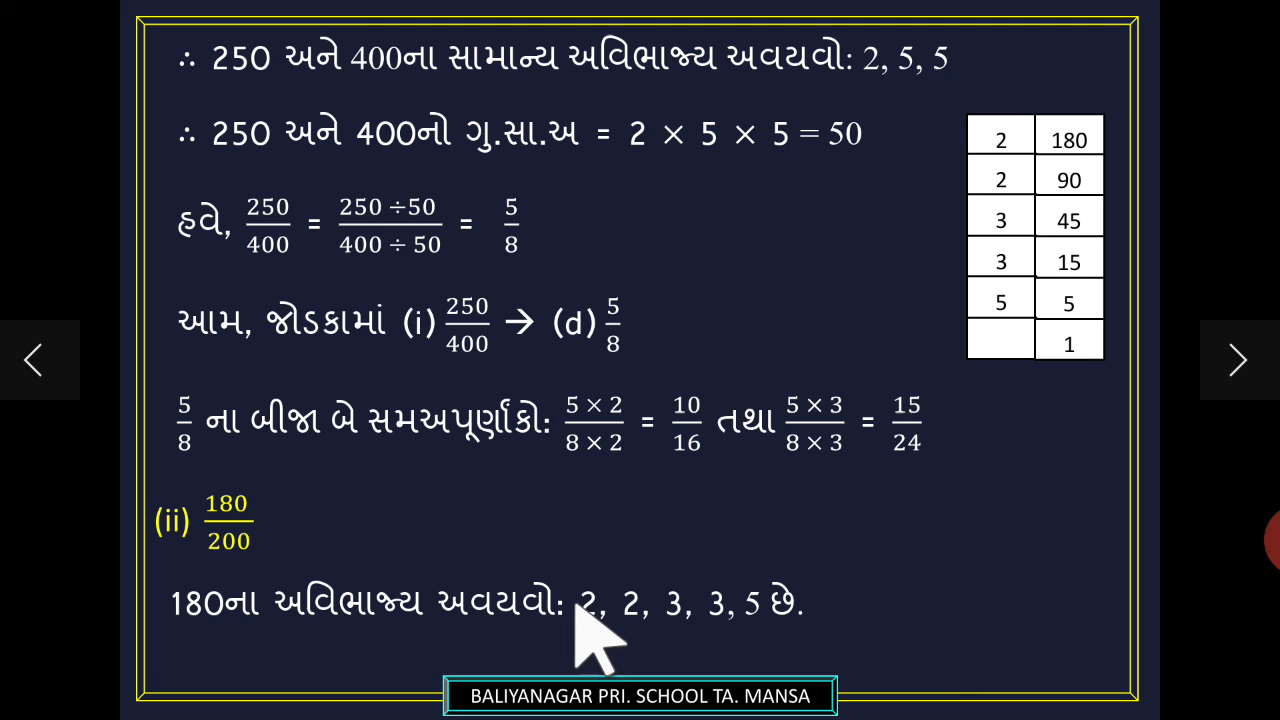 ∴ 250 અને 400ના સામાન્ય અવિભાજ્ય અવયવો: 2, 5, 5
∴ 250 અને 400નો ગુ.સા.અ = 2 × 5 × 5 = 50
હવે, 250/400 = 250 ÷50/400 ÷ 50 = 5/8
આમ, જોડકામાં (i) 250/400 → (d) 5/8
5/8 ના બીજા બે સમઅપૂર્ણાંકો: 5 × 2/8 × 2 = 10/16 તથા 5 × 3/8 × 3 = 15/24
(ii) 180/200
180ના અવિભાજ્ય અવયવો: 2, 2, 3, 3, 5 છે.
2 180
2 90
3 45
3 15
5 5
1
BALIYANAGAR PRI. SCHOOL TA. MANSA